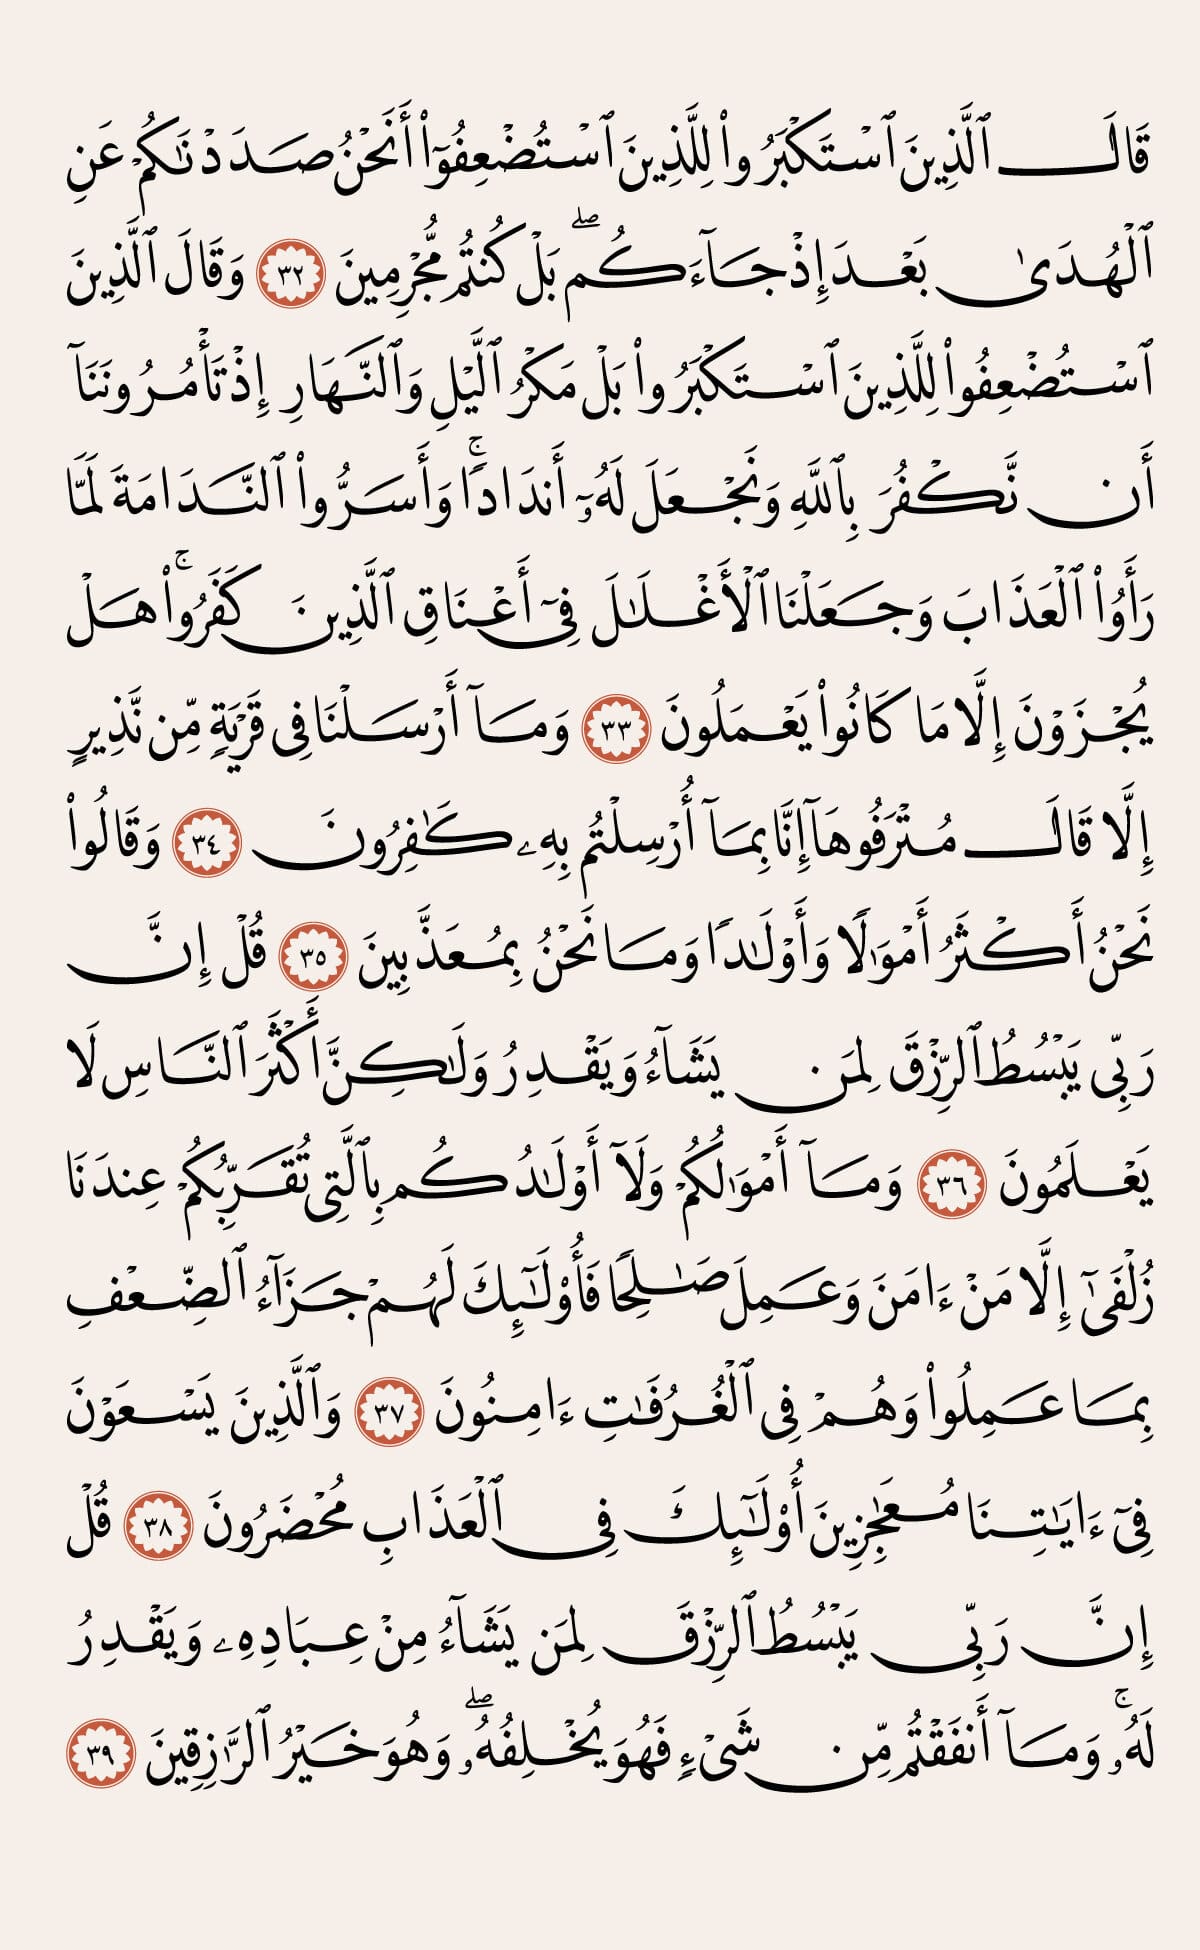 قَالَ ٱلَّذِينَ ٱسْتَكْبَرُوا۟ لِلَّذِينَ ٱسْتُضْعِفُوٓا۟ أَنَحْنُ صَدَدْنَـٰكُمْ عَنِ
ٱلْهُدَىٰ بَعْدَ إِذْ جَآءَكُم ۖ بَلْ كُنتُم مُّجْرِمِينَ ٣٢ وَقَالَ ٱلَّذِينَ
ٱسْتُضْعِفُوا۟ لِلَّذِينَ ٱسْتَكْبَرُوا۟ بَلْ مَكْرُ ٱلَّيْلِ وَٱلنَّهَارِ إِذْ تَأْمُرُونَنَآ
أَن نَّكْفُرَ بِٱللَّهِ وَنَجْعَلَ لَهُۥٓ أَندَادًا ۚ وَأَسَرُّوا۟ ٱلنَّدَامَةَ لَمَّا
رَأَوُا۟ ٱلْعَذَابَ وَجَعَلْنَا ٱلْأَغْلَـٰلَ فِىٓ أَعْنَاقِ ٱلَّذِينَ كَفَرُوا۟ ۚ هَلْ
يُجْزَوْنَ إِلَّا مَا كَانُوا۟ يَعْمَلُونَ ٣٣ وَمَآ أَرْسَلْنَا فِى قَرْيَةٍ مِّن نَّذِيرٍ
إِلَّا قَالَ مُتْرَفُوهَآ إِنَّا بِمَآ أُرْسِلْتُم بِهِۦ كَـٰفِرُونَ ٣٤ وَقَالُوا۟
نَحْنُ أَكْثَرُ أَمْوَٰلًا وَأَوْلَـٰدًا وَمَا نَحْنُ بِمُعَذَّبِينَ ٣٥ قُلْ إِنَّ
رَبِّى يَبْسُطُ ٱلرِّزْقَ لِمَن يَشَآءُ وَيَقْدِرُ وَلَـٰكِنَّ أَكْثَرَ ٱلنَّاسِ لَا
يَعْلَمُونَ ٣٦ وَمَآ أَمْوَٰلُكُمْ وَلَآ أَوْلَـٰدُكُم بِٱلَّتِى تُقَرِّبُكُمْ عِندَنَا
زُلْفَىٰٓ إِلَّا مَنْ ءَامَنَ وَعَمِلَ صَـٰلِحًا فَأُو۟لَـٰٓئِكَ لَهُمْ جَزَآءُ ٱلضِّعْفِ
بِمَا عَمِلُوا۟ وَهُمْ فِى ٱلْغُرُفَـٰتِ ءَامِنُونَ ٣٧ وَٱلَّذِينَ يَسْعَوْنَ
فِىٓ ءَايَـٰتِنَا مُعَـٰجِزِينَ أُو۟لَـٰٓئِكَ فِى ٱلْعَذَابِ مُحْضَرُونَ ٣٨ قُلْ
إِنَّ رَبِّى يَبْسُطُ ٱلرِّزْقَ لِمَن يَشَآءُ مِنْ عِبَادِهِۦ وَيَقْدِرُ
لَهُۥ ۚ وَمَآ أَنفَقْتُم مِّن شَىْءٍ فَهُوَ يُخْلِفُهُۥ ۖ وَهُوَ خَيْرُ ٱلرَّٰزِقِينَ ٣٩